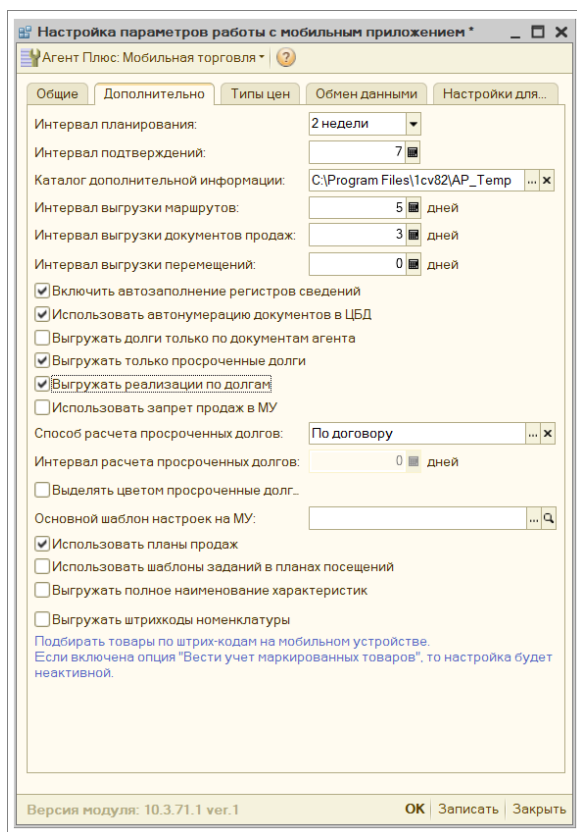 Настройка параметров работы с мобильным приложением *
Агент Плюс: Мобильная торговля
Общие Дополнительно Типы цен Обмен данными Настройки для...
Интервал планирования: 2 недели
Интервал подтверждений: 7
Каталог дополнительной информации: C:\Program Files\1cv82\AP_Temp ... x
Интервал выгрузки маршрутов: 5 дней
Интервал выгрузки документов продаж: 3 дней
Интервал выгрузки перемещений: 0 дней
Включить автозаполнение регистров сведений
Использовать автонумерацию документов в ЦБД
Выгружать долги только по документам агента
Выгружать только просроченные долги
Выгружать реализации по долгам
Использовать запрет продаж в МУ
Способ расчета просроченных долгов: По договору ... x
Интервал расчета просроченных долгов: 0 дней
Выделять цветом просроченные долг...
Основной шаблон настроек на МУ: ...
Использовать планы продаж
Использовать шаблоны заданий в планах посещений
Выгружать полное наименование характеристик
Выгружать штрихкоды номенклатуры
Подбирать товары по штрих-кодам на мобильном устройстве.
Если включена опция "Вести учет маркированных товаров", то настройка будет
неактивной.
Версия модуля: 10.3.71.1 ver.1 OK Записать Закрыть